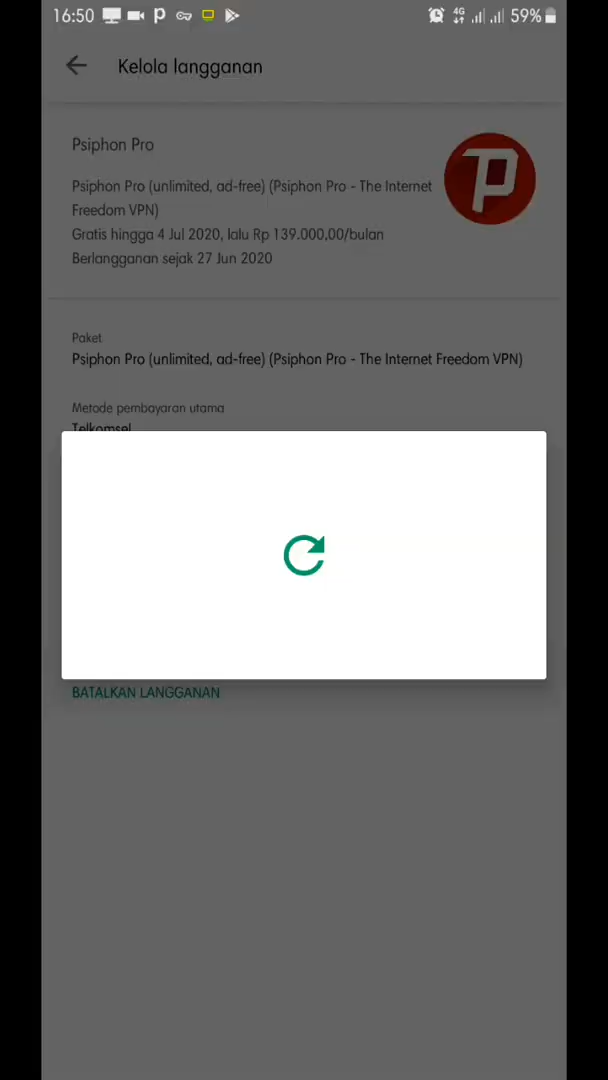 16:50
4G
59%
Kelola langganan
Psiphon Pro
Psiphon Pro (unlimited, ad-free) (Psiphon Pro - The Internet
Freedom VPN)
Gratis hingga 4 Jul 2020, lalu Rp 139.000,00/bulan
Berlangganan sejak 27 Jun 2020
Paket
Psiphon Pro (unlimited, ad-free) (Psiphon Pro - The Internet Freedom VPN)
Metode pembayaran utama
Telkomsel
BATALKAN LANGGANAN